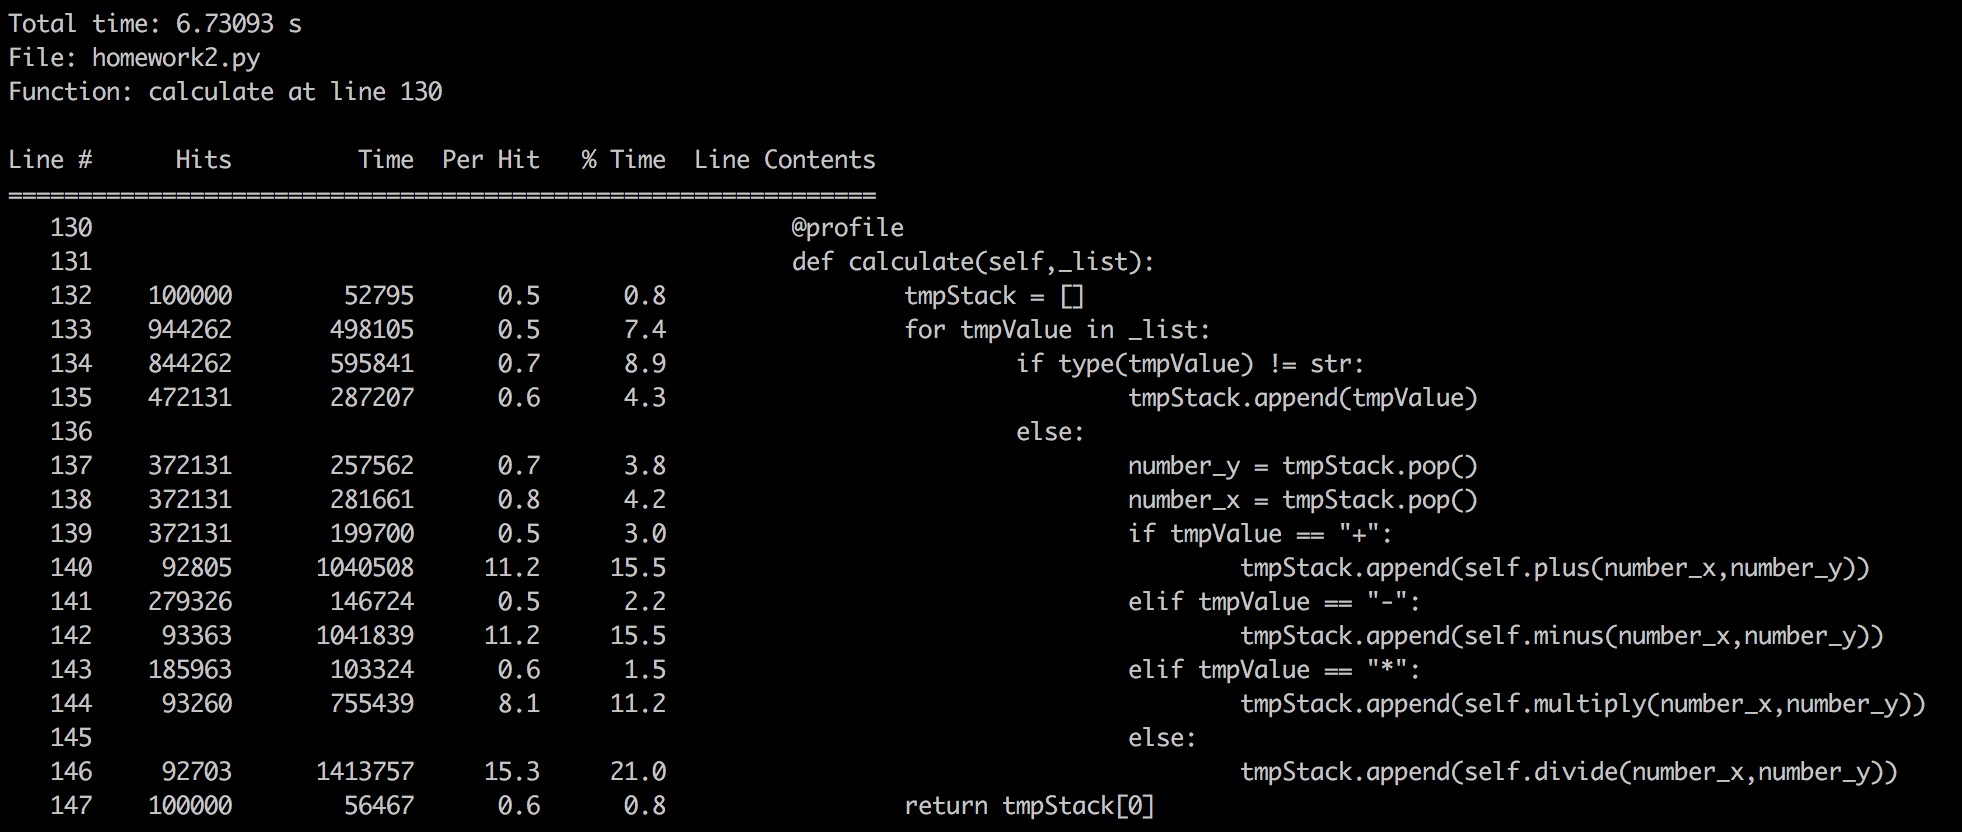 Total time: 6.73093 s
File: homework2.py
Function: calculate at line 130

Line #      Hits         Time  Per Hit   % Time  Line Contents
==============================================================
   130                                                  @profile
   131                                                  def calculate(self,_list):
   132    100000        52795      0.5      0.8                 tmpStack = []
   133    944262       498105      0.5      7.4                 for tmpValue in _list:
   134    844262       595841      0.7      8.9                         if type(tmpValue) != str:
   135    472131       287207      0.6      4.3                                 tmpStack.append(tmpValue)
   136                                                                  else:
   137    372131       257562      0.7      3.8                                 number_y = tmpStack.pop()
   138    372131       281661      0.8      4.2                                 number_x = tmpStack.pop()
   139    372131       199700      0.5      3.0                                 if tmpValue == "+":
   140     92805      1040508     11.2     15.5                                         tmpStack.append(self.plus(number_x,number_y))
   141    279326       146724      0.5      2.2                                 elif tmpValue == "-":
   142     93363      1041839     11.2     15.5                                         tmpStack.append(self.minus(number_x,number_y))
   143    185963       103324      0.6      1.5                                 elif tmpValue == "*":
   144     93260       755439      8.1     11.2                                         tmpStack.append(self.multiply(number_x,number_y))
   145                                                                          else:
   146     92703      1413757     15.3     21.0                                         tmpStack.append(self.divide(number_x,number_y))
   147    100000        56467      0.6      0.8                 return tmpStack[0]